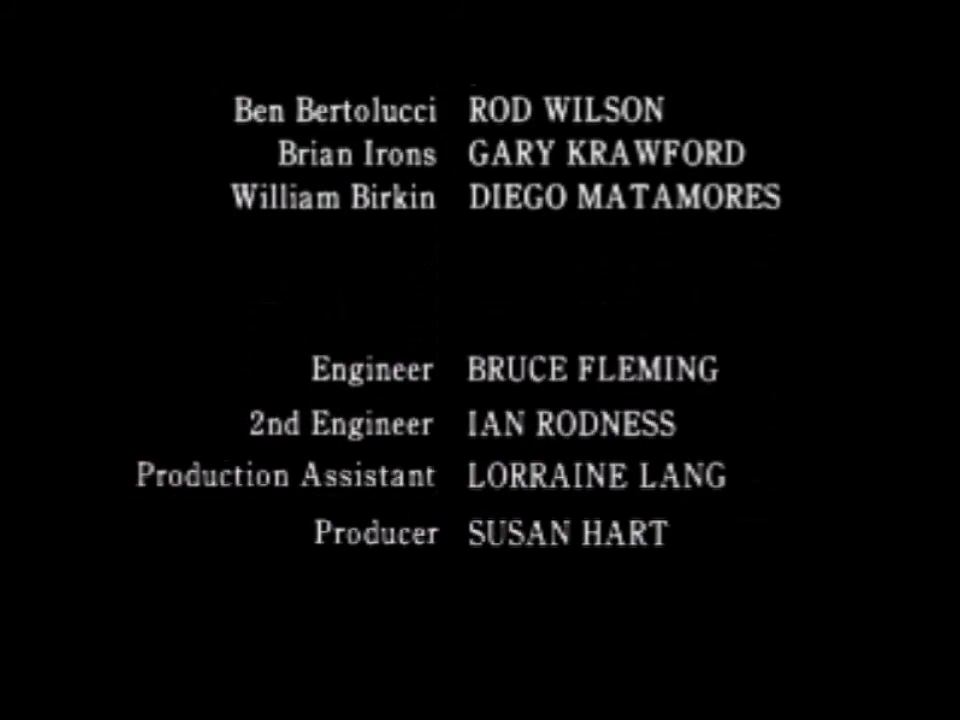 Ben Bertolucci ROD WILSON
Brian Irons GARY KRAWFORD
William Birkin DIEGO MATAMORES
Engineer BRUCE FLEMING
2nd Engineer IAN RODNESS
Production Assistant LORRAINE LANG
Producer SUSAN HART